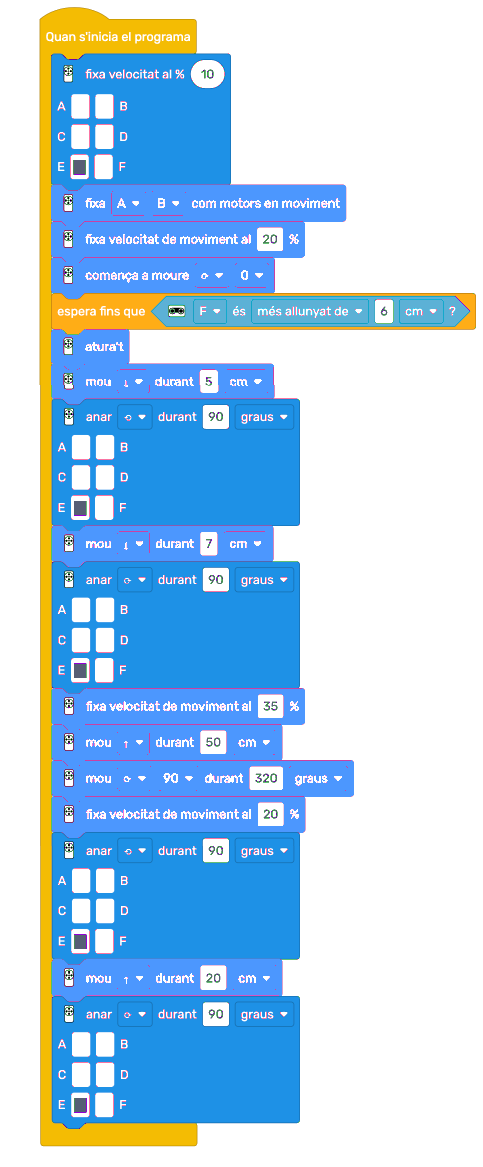 Quan s'inicia el programa
fixa velocitat al % 10
A B
C D
E F
fixa A B com motors en moviment
fixa velocitat de moviment al 20 %
comença a moure 0
espera fins que F és més allunyat de 6 cm ?
atura't
mou ↓ durant 5 cm
anar ⟲ durant 90 graus
A B
C D
E F
mou ↓ durant 7 cm
anar ⟳ durant 90 graus
A B
C D
E F
fixa velocitat de moviment al 35 %
mou ↑ durant 50 cm
mou ⟳ 90 durant 320 graus
fixa velocitat de moviment al 20 %
anar ⟲ durant 90 graus
A B
C D
E F
mou ↑ durant 20 cm
anar ⟳ durant 90 graus
A B
C D
E F